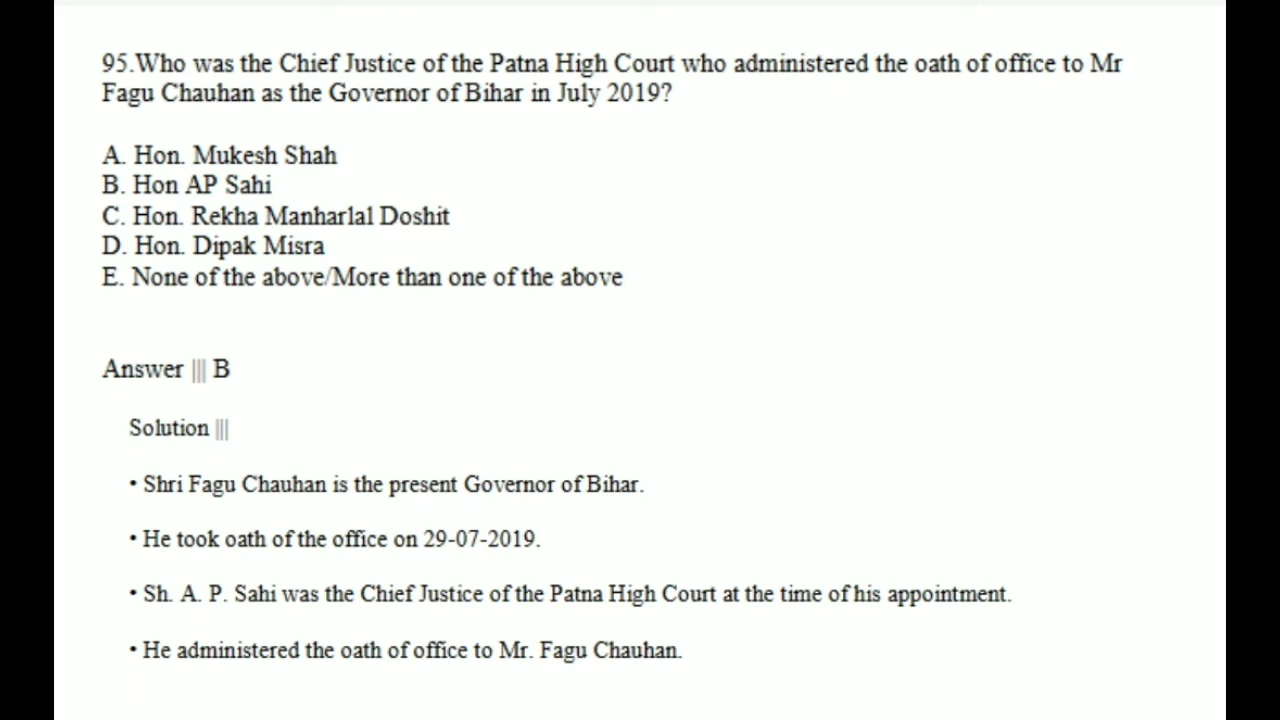 95.Who was the Chief Justice of the Patna High Court who administered the oath of office to Mr
Fagu Chauhan as the Governor of Bihar in July 2019?
A. Hon. Mukesh Shah
B. Hon AP Sahi
C. Hon. Rekha Manharlal Doshit
D. Hon. Dipak Misra
E. None of the above/More than one of the above
Answer ||| B
Solution |||
• Shri Fagu Chauhan is the present Governor of Bihar.
• He took oath of the office on 29-07-2019.
• Sh. A. P. Sahi was the Chief Justice of the Patna High Court at the time of his appointment.
• He administered the oath of office to Mr. Fagu Chauhan.